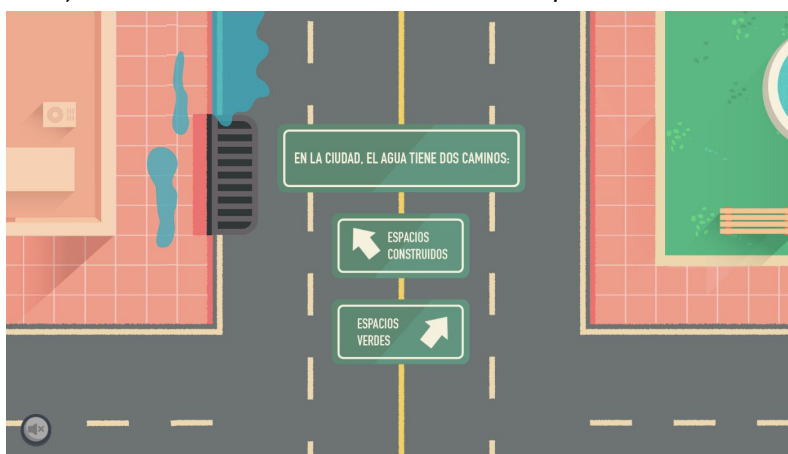 EN LA CIUDAD, EL AGUA TIENE DOS CAMINOS:
ESPACIOS
CONSTRUIDOS
ESPACIOS
VERDES